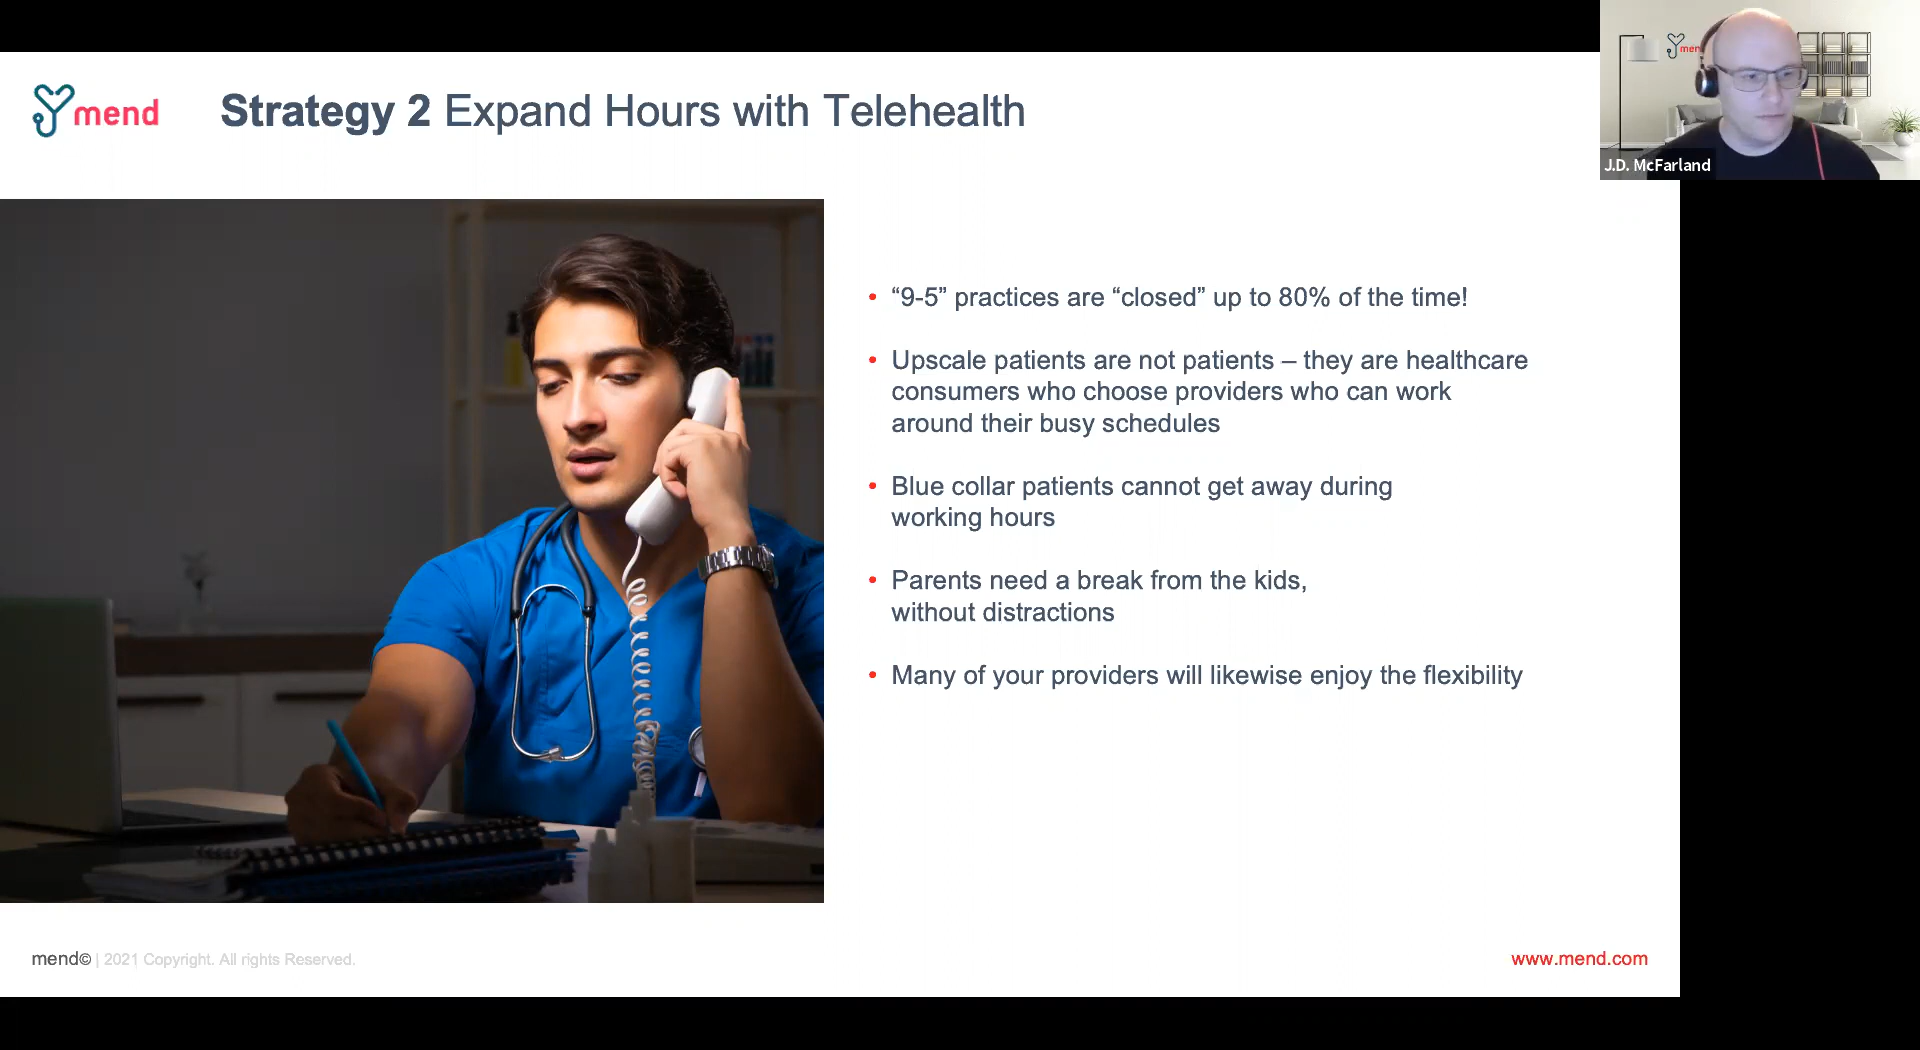 mend
Strategy 2 Expand Hours with Telehealth
mend
J.D. McFarland
• “9-5” practices are “closed” up to 80% of the time!
• Upscale patients are not patients – they are healthcare
consumers who choose providers who can work
around their busy schedules
• Blue collar patients cannot get away during
working hours
• Parents need a break from the kids,
without distractions
• Many of your providers will likewise enjoy the flexibility
mend© | 2021 Copyright. All rights Reserved.
www.mend.com